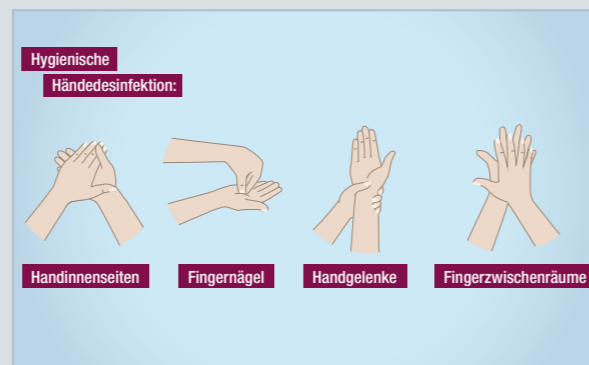 Hygienische
Händedesinfektion:
Handinnenseiten
Fingernägel
Handgelenke
Fingerzwischenräume